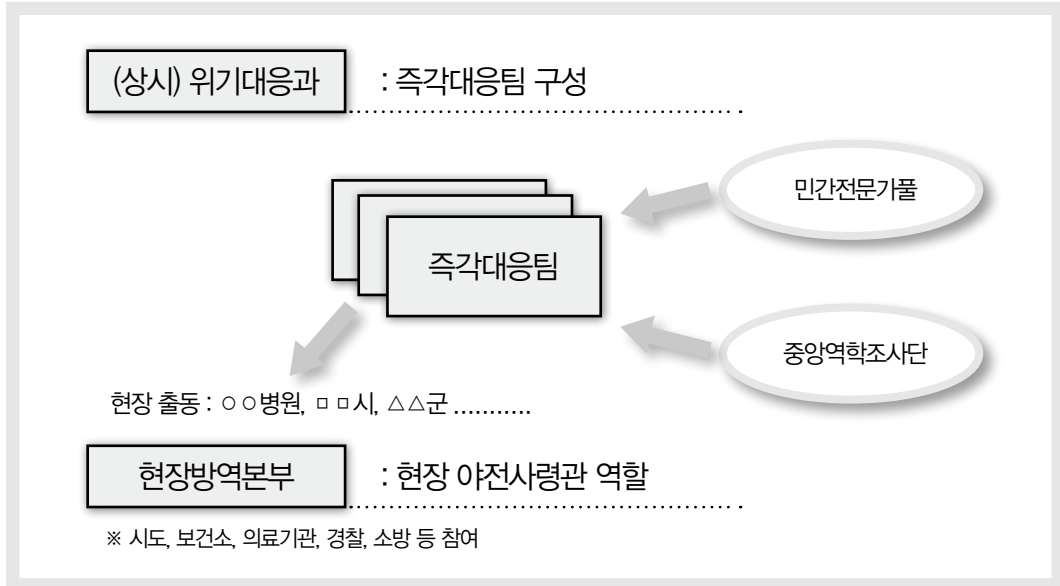 (상시) 위기대응과 : 즉각대응팀 구성
민간전문가풀
즉각대응팀
중앙역학조사단
현장 출동 : ㅇㅇ병원, ㅁㅁ시, △△군 ...........
현장방역본부 : 현장 야전사령관 역할
※ 시도, 보건소, 의료기관, 경찰, 소방 등 참여